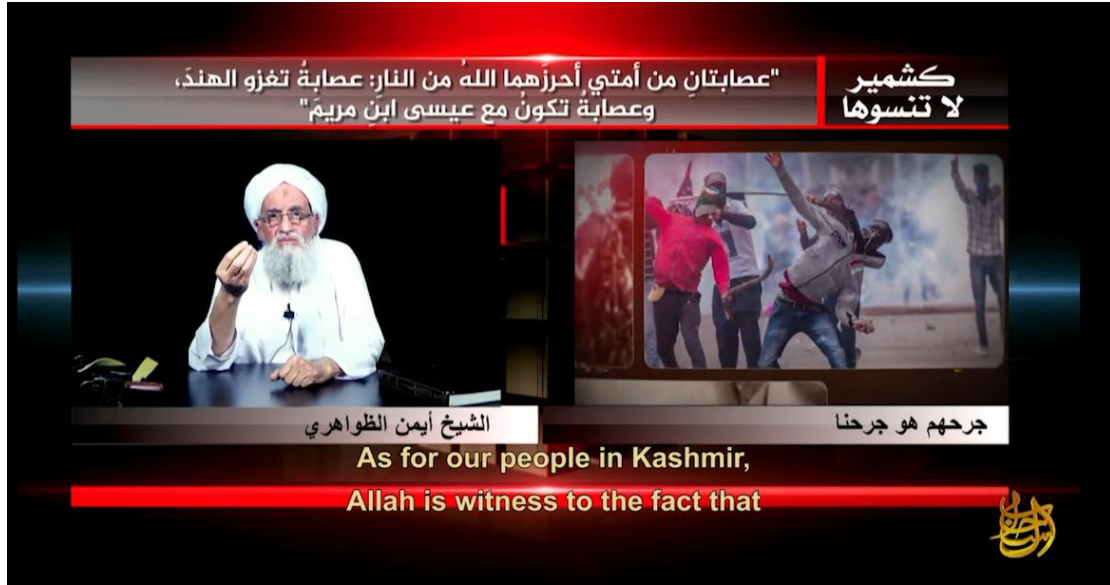 كشمير
لا تنسوها
"عصابتانِ من أمتي أحرزَهما اللهُ من النارِ: عصابةٌ تغزو الهندَ،
وعصابةٌ تكونُ مع عيسى ابنِ مريمَ"
الشيخ أيمن الظواهري
جرحهم هو جرحنا
As for our people in Kashmir,
Allah is witness to the fact that